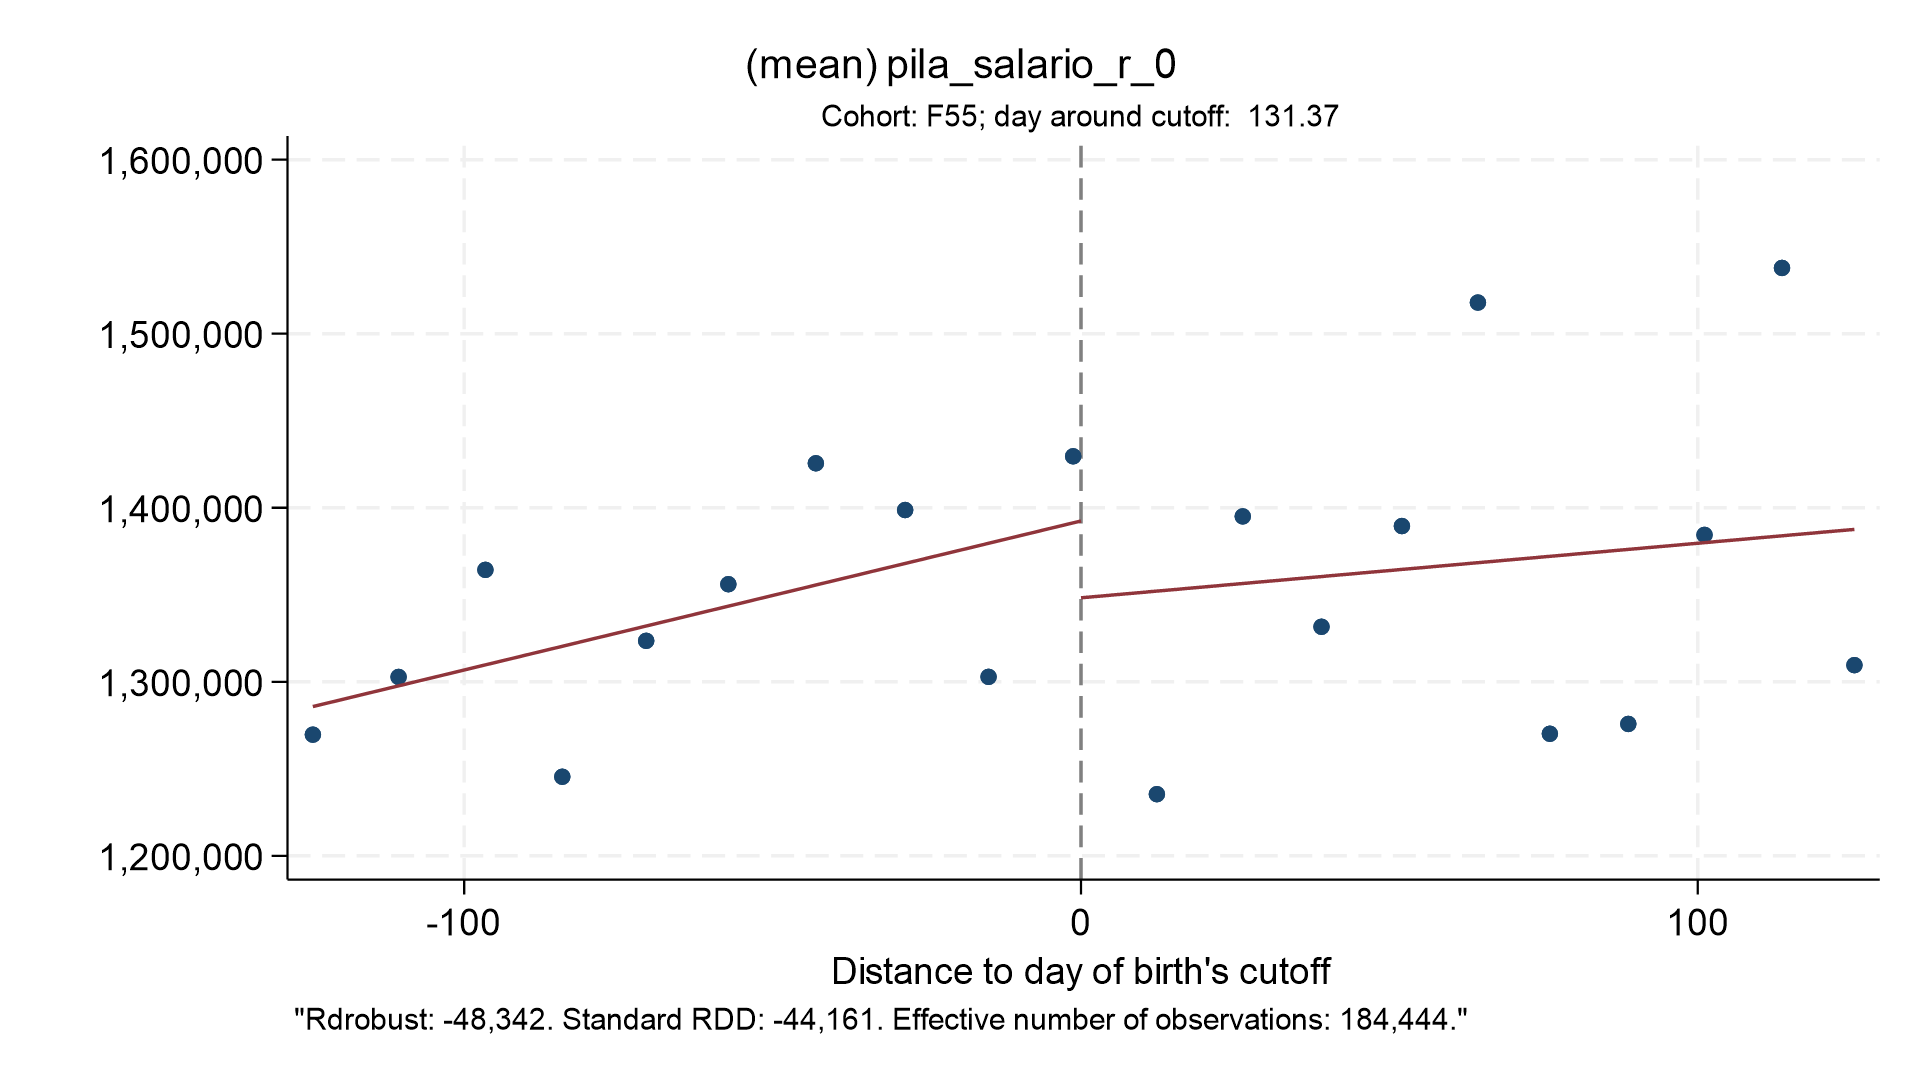 (mean) pila_salario_r_0
Cohort: F55; day around cutoff:  131.37
1,600,000
1,500,000
1,400,000
1,300,000
1,200,000
-100
0
100
Distance to day of birth's cutoff
"Rdrobust: -48,342. Standard RDD: -44,161. Effective number of observations: 184,444."